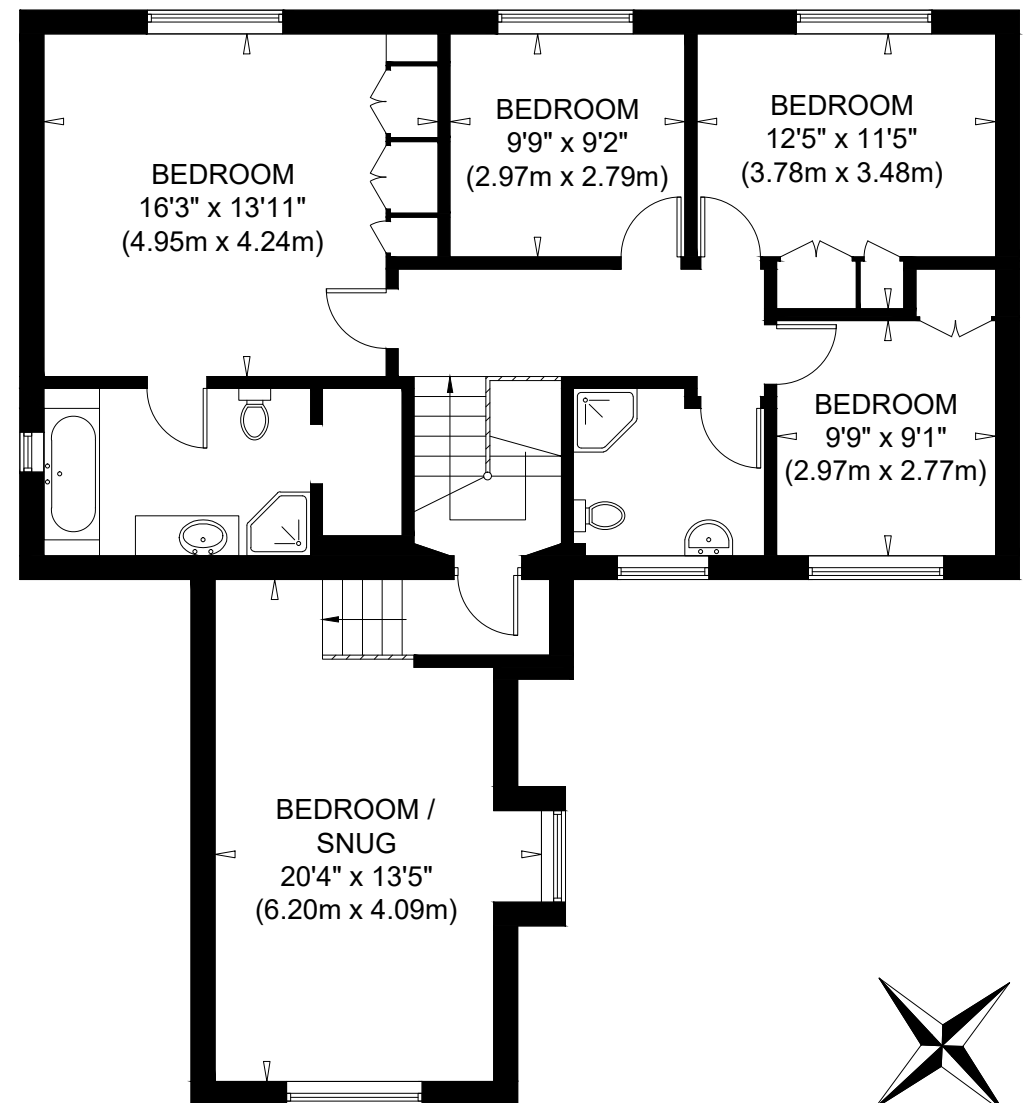 BEDROOM
16'3" x 13'11"
(4.95m x 4.24m)
BEDROOM
9'9" x 9'2"
(2.97m x 2.79m)
BEDROOM
12'5" x 11'5"
(3.78m x 3.48m)
BEDROOM
9'9" x 9'1"
(2.97m x 2.77m)
BEDROOM /
SNUG
20'4" x 13'5"
(6.20m x 4.09m)